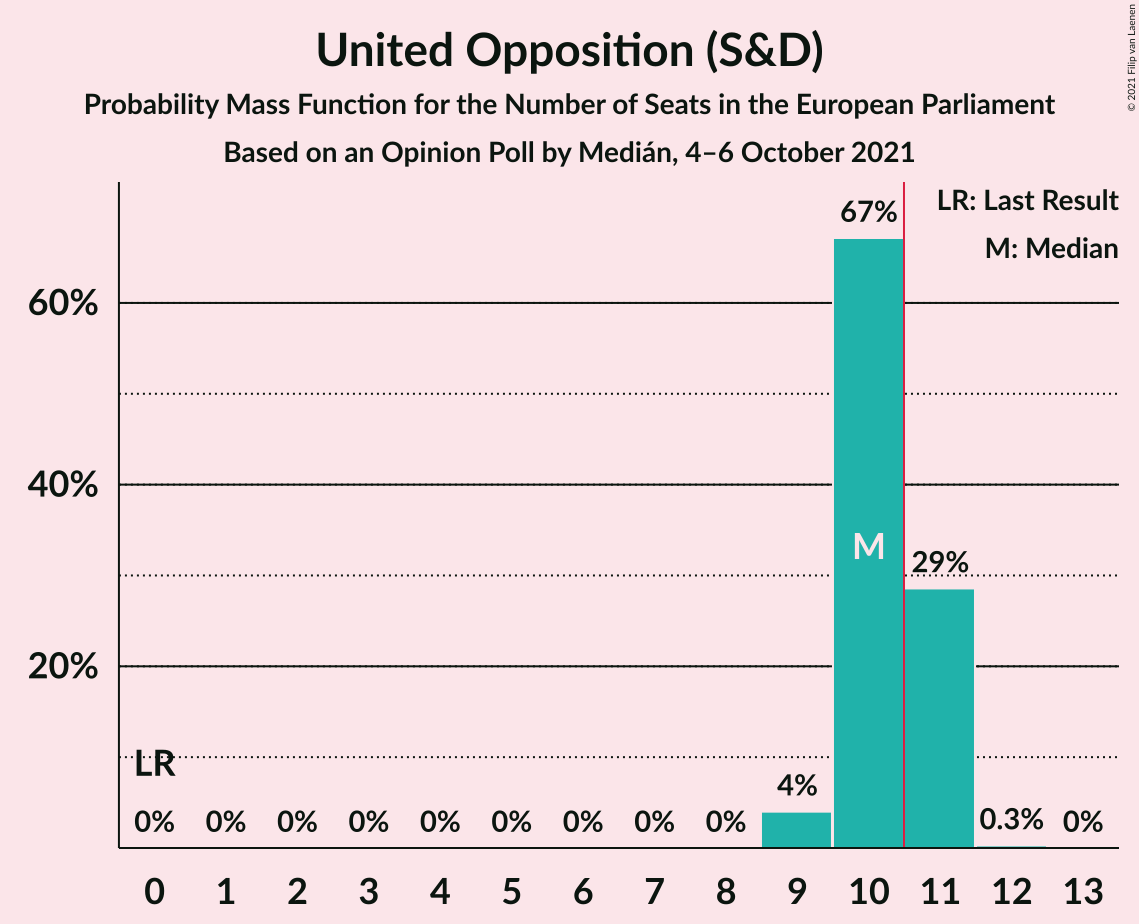 United Opposition (S&D)
Probability Mass Function for the Number of Seats in the European Parliament
Based on an Opinion Poll by Medián, 4–6 October 2021
© 2021 Filip van Laenen
LR: Last Result
M: Median
67%
60%
40%
M
29%
20%
LR
4%
0% 0% 0% 0% 0% 0% 0% 0% 0% 0.3% 0%
0 1 2 3 4 5 6 7 8 9 10 11 12 13